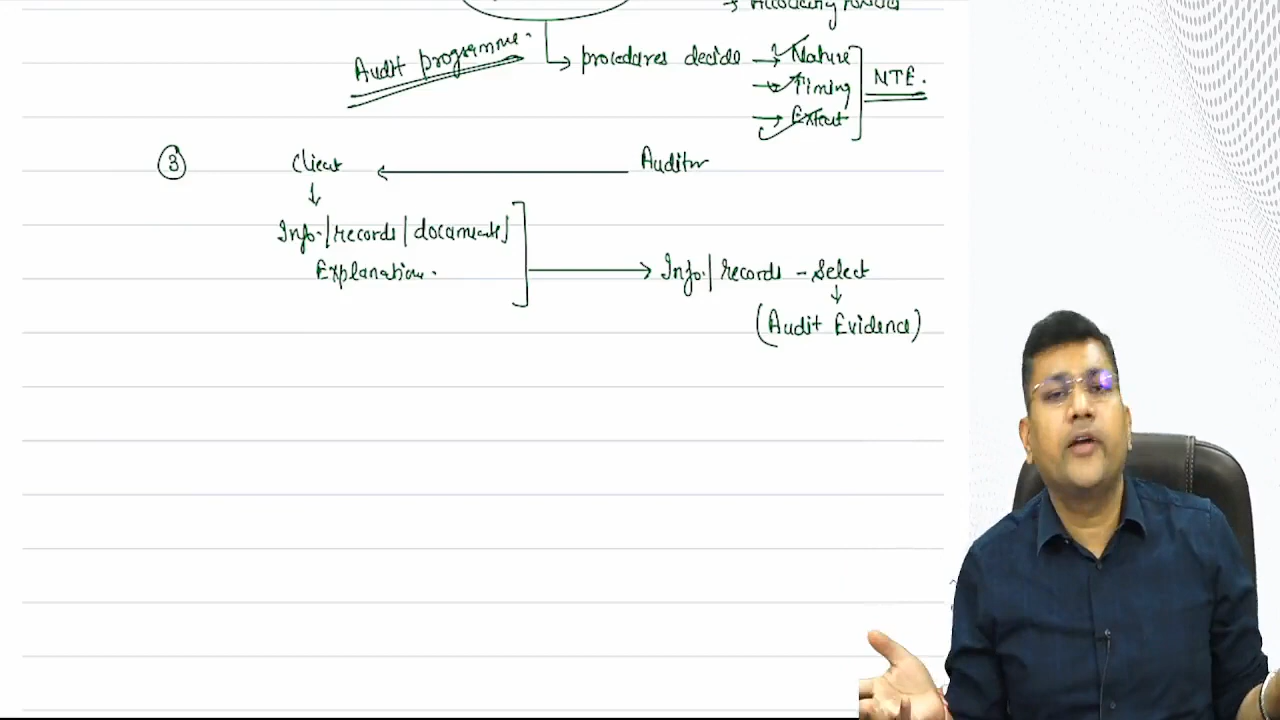 Audit programme.
procedures decide → Nature
→ Timing
→ Extent
NTE.
③ Client ← Auditor
Info./records/documents/
Explanation.
Info./records - Select
(Audit Evidence)